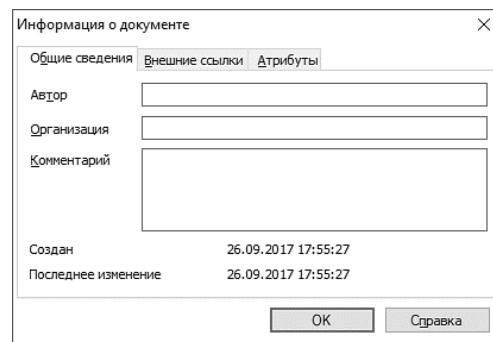 Информация о документе
Общие сведения Внешние ссылки Атрибуты
Автор
Организация
Комментарий
Создан 26.09.2017 17:55:27
Последнее изменение 26.09.2017 17:55:27
OK Справка